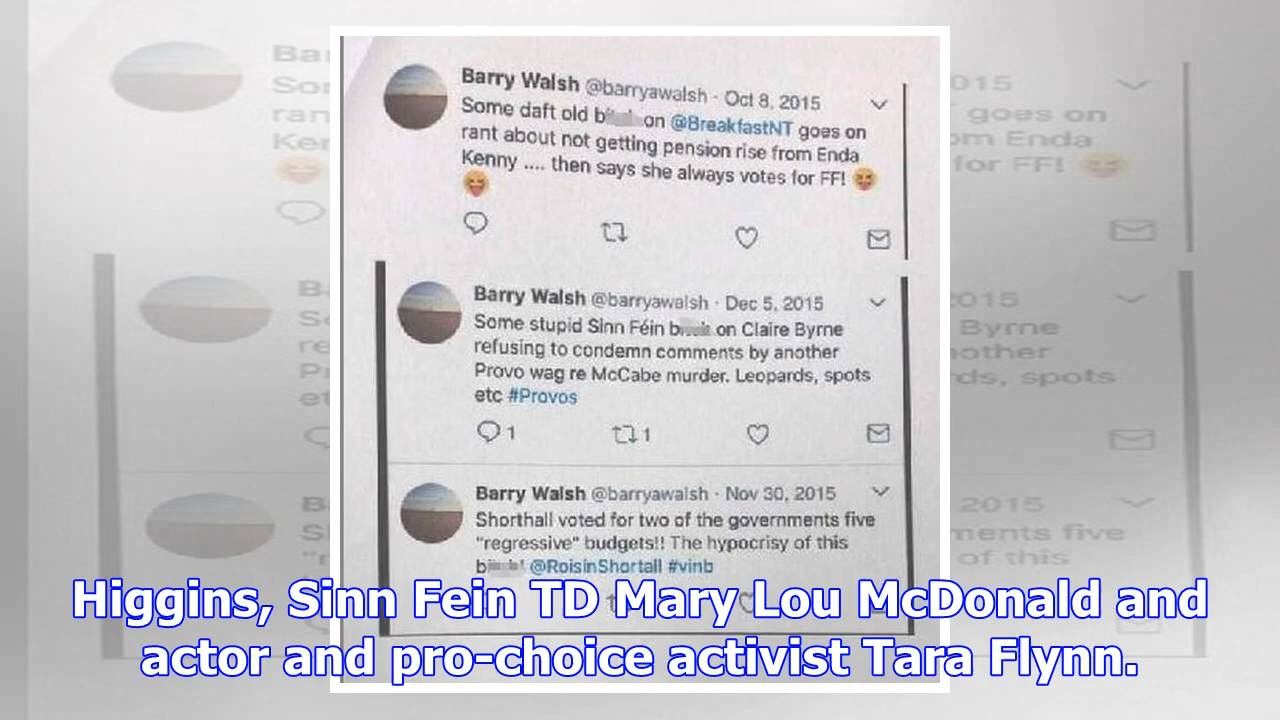 Barry Walsh @barryawalsh · Oct 8, 2015
Some daft old on @BreakfastNT goes on
rant about not getting pension rise from Enda
Kenny .... then says she always votes for FF! 😝
😝
Barry Walsh @barryawalsh · Dec 5, 2015
Some stupid Sinn Féin on Claire Byrne
refusing to condemn comments by another
Provo wag re McCabe murder. Leopards, spots
etc #Provos
1 1
Barry Walsh @barryawalsh · Nov 30, 2015
Shorthall voted for two of the governments five
"regressive" budgets!! The hypocrisy of this
@RoisinShortall #vinb
Higgins, Sinn Fein TD Mary Lou McDonald and
actor and pro-choice activist Tara Flynn.